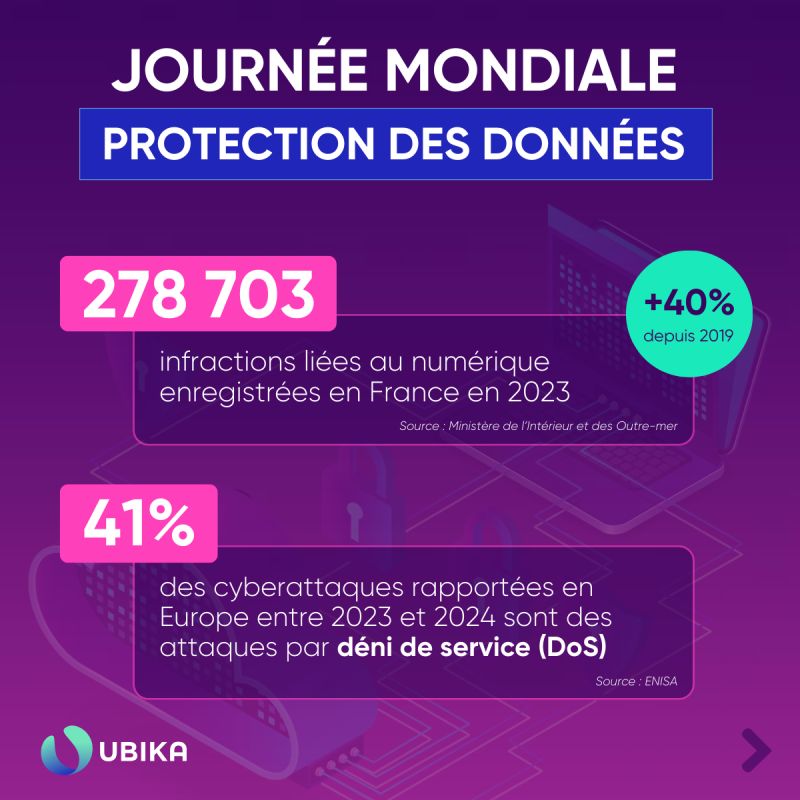 JOURNÉE MONDIALE
PROTECTION DES DONNÉES
278 703
+40%
depuis 2019
infractions liées au numérique
enregistrées en France en 2023
Source : Ministère de l'Intérieur et des Outre-mer
41%
des cyberattaques rapportées en
Europe entre 2023 et 2024 sont des
attaques par déni de service (DoS)
Source : ENISA
UBIKA